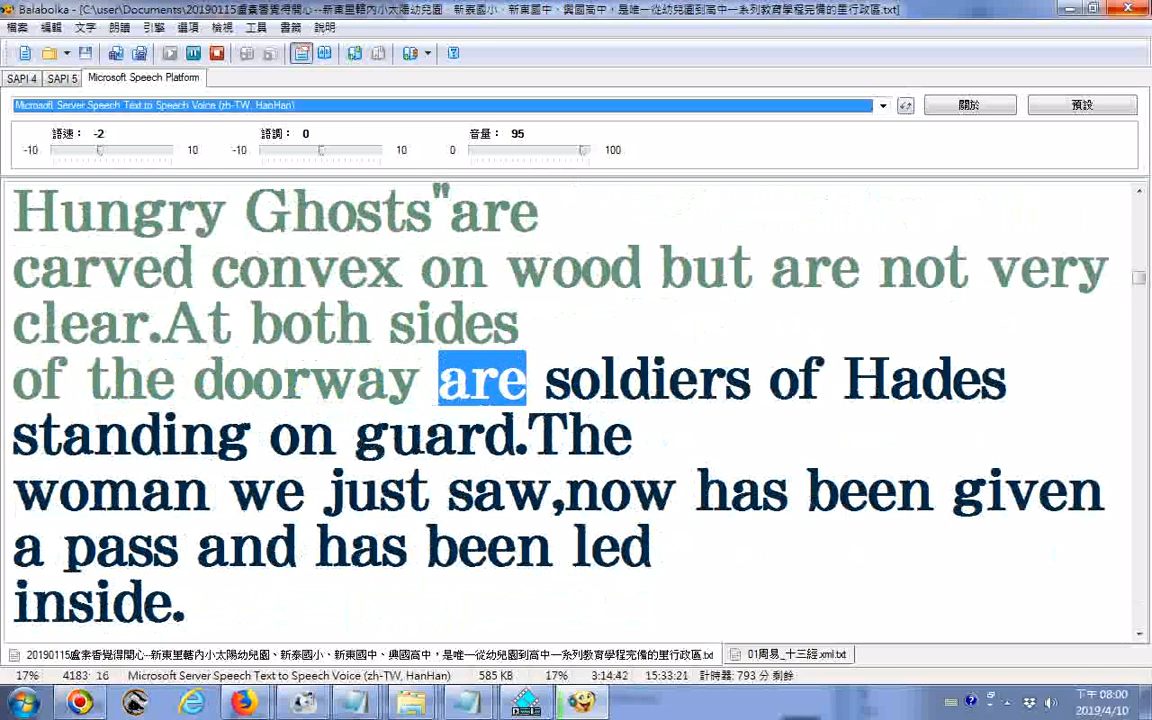 Balabolka - [C:\user\Documents\20190115盧素香覺得開心--新東里轄內小太陽幼兒園、新泰國小、新東國中、興國高中，是唯一從幼兒園到高中一系列教育學程完備的里行政區.txt]
檔案 編輯 文字 朗讀 引擎 選項 檢視 工具 書籤 說明
SAPI 4 SAPI 5 Microsoft Speech Platform
Microsoft Server Speech Text to Speech Voice (zh-TW, HanHan)
關於 預設
語速： -2 語調： 0 音量： 95
-10 10 -10 10 0 100
Hungry Ghosts"are
carved convex on wood but are not very
clear.At both sides
of the doorway are soldiers of Hades
standing on guard.The
woman we just saw,now has been given
a pass and has been led
inside.
20190115盧素香覺得開心--新東里轄內小太陽幼兒園、新泰國小、新東國中、興國高中，是唯一從幼兒園到高中一系列教育學程完備的里行政區.txt 01周易_十三經.xml.txt
17% 4183: 16 Microsoft Server Speech Text to Speech Voice (zh-TW, HanHan) 585 KB 17% 3:14:42 15:33:21 計時器: 793 分 剩餘
下午 08:00
2019/4/10